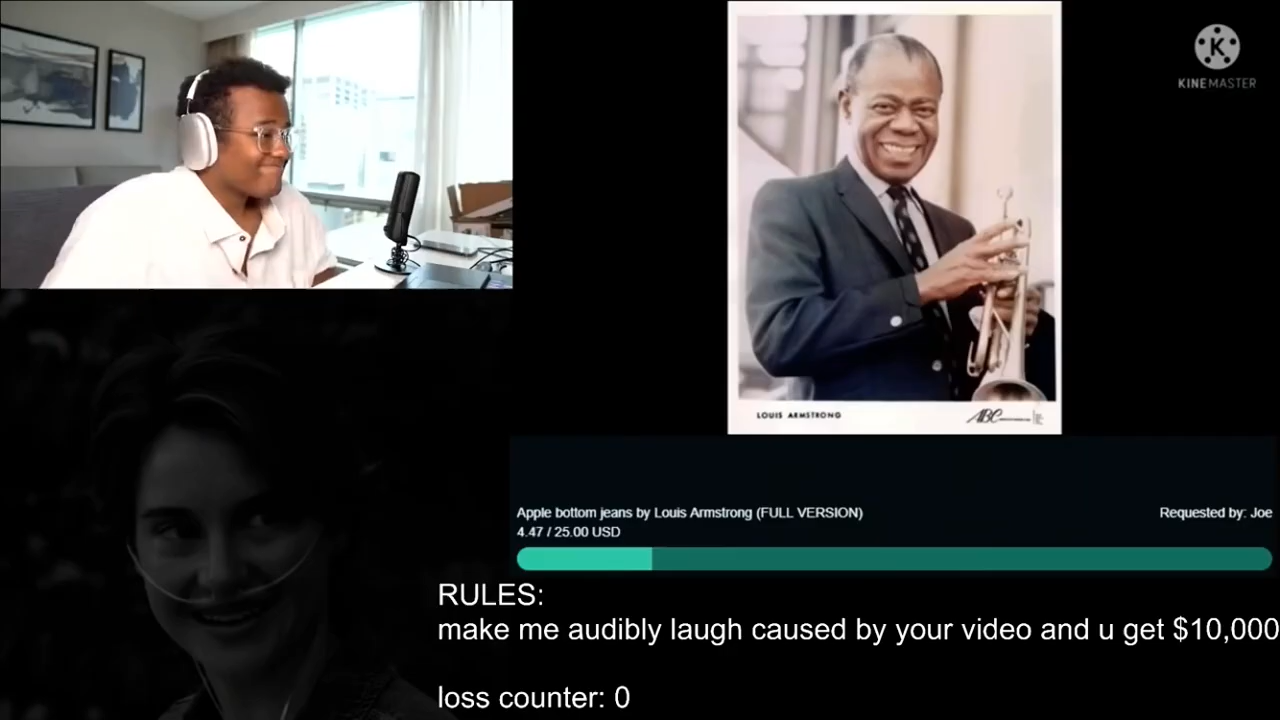 K
KINEMASTER
LOUIS ARMSTRONG
ABC
Apple bottom jeans by Louis Armstrong (FULL VERSION)
Requested by: Joe
4.47 / 25.00 USD
RULES:
make me audibly laugh caused by your video and u get $10,000
loss counter: 0